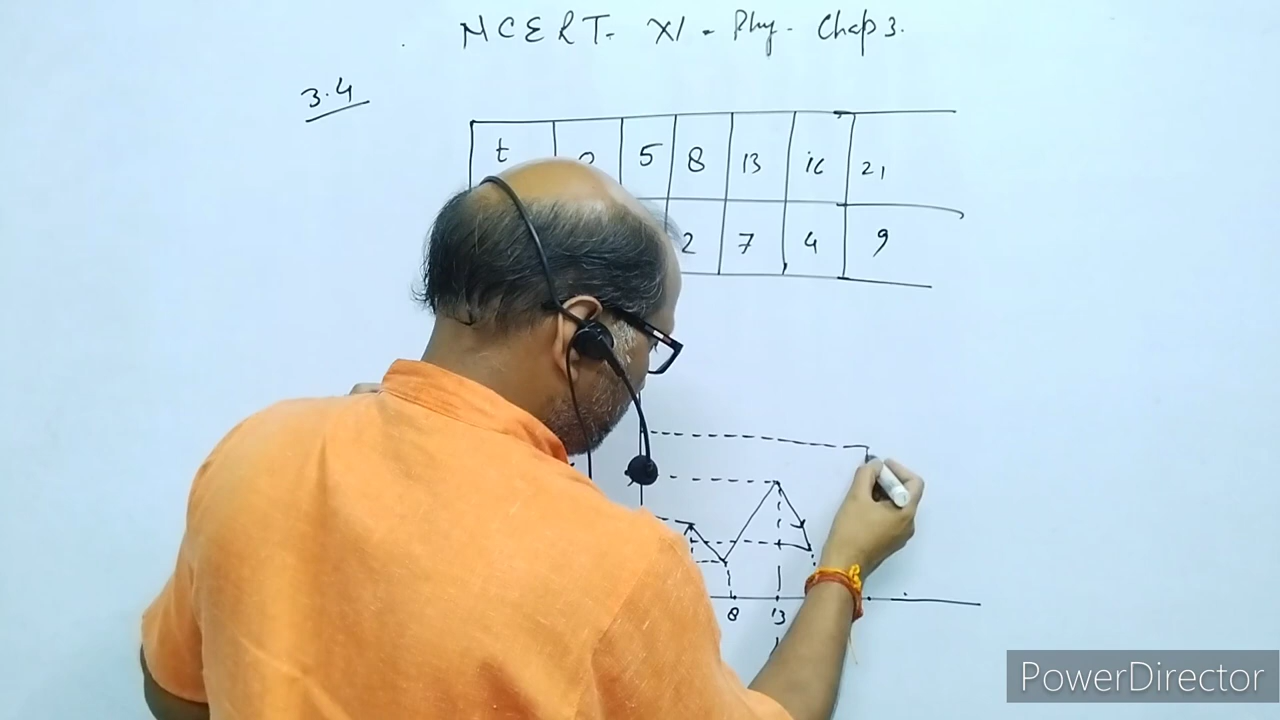 NCERT- XI - Phy - Chap 3.
3.4
t 5 8 13 16 21
2 7 4 9
8 13
PowerDirector